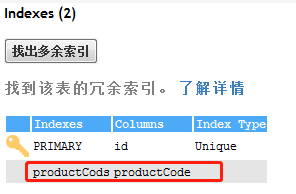 Indexes (2)
找出多余索引
找到该表的冗余索引。了解详情
Indexes Columns Index Type
PRIMARY id Unique
productCods productCode